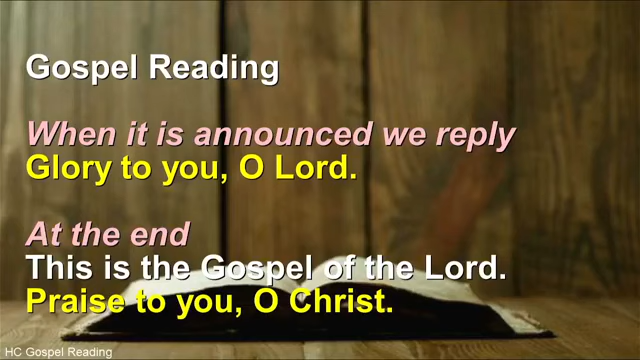 Gospel Reading
When it is announced we reply
Glory to you, O Lord.
At the end
This is the Gospel of the Lord.
Praise to you, O Christ.
HC Gospel Reading